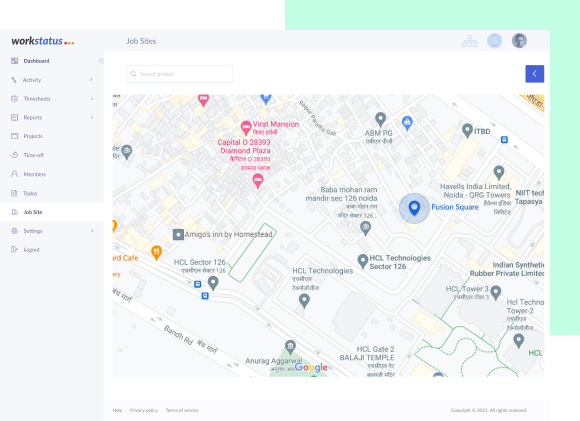 workstatus
Job Sites
Dashboard
Activity
Timesheets
Reports
Projects
Time-off
Members
Todos
Job Site
Settings
Logout
Search project
Virat Mansion
विराट हवेली
Capital O 28393
Diamond Plaza
कैपिटल O 28393
डायमंड प्लाजा
ABM PG
एबीएम पीजी
ITBD
Baba mohan ram
mandir sec 126 noida
बाबा मोहन राम
मंदिर सेक्टर 126...
Havells India Limited,
Noida - QRG Towers
हैवेल्स इंडिया
लिमिटेड
NIIT tech
Tapasya
Fusion Square
Amigo's inn by Homestead
rd Cafe
HCL Sector 126
एचसीएल सेक्टर 126
HCL Technologies
एचसीएल
टेक्नोलॉजीज
HCL Technologies
Sector 126
Indian Synthetic
Rubber Private Limited
HCL Tower 3
एचसीएल टॉवर 3
Hcl Techno
Tower-2
एचसीएल
Bandh Rd
HCL Gate 2
BALAJI TEMPLE
एचसीएल गेट
बालाजी मंदिर
HCL
Anurag Aggarwal
Google
Help
Privacy policy
Terms of service
Copyright © 2021. All rights reserved.